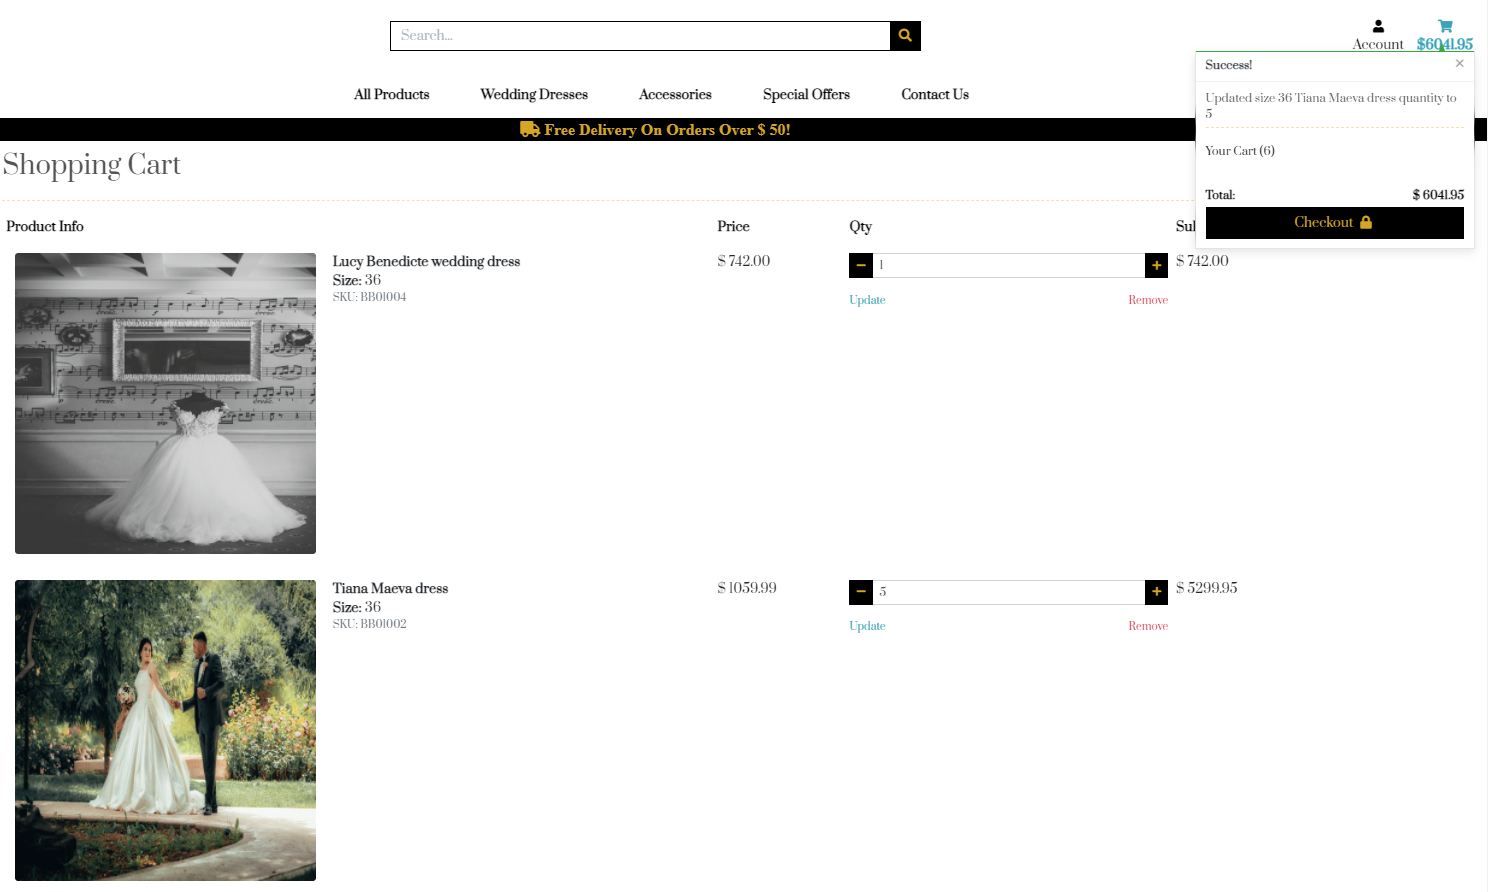 Search...
Account
$6041.95
Success!
×
Updated size 36 Tiana Maeva dress quantity to
5
Your Cart (6)
Total: $ 6041.95
Checkout
All Products Wedding Dresses Accessories Special Offers Contact Us
Free Delivery On Orders Over $ 50!
Shopping Cart
Product Info Price Qty
Lucy Benedicte wedding dress $ 742.00 1 $ 742.00
Size: 36
SKU: BB01004
Update Remove
Tiana Maeva dress $ 1059.99 5 $ 5299.95
Size: 36
SKU: BB01002
Update Remove